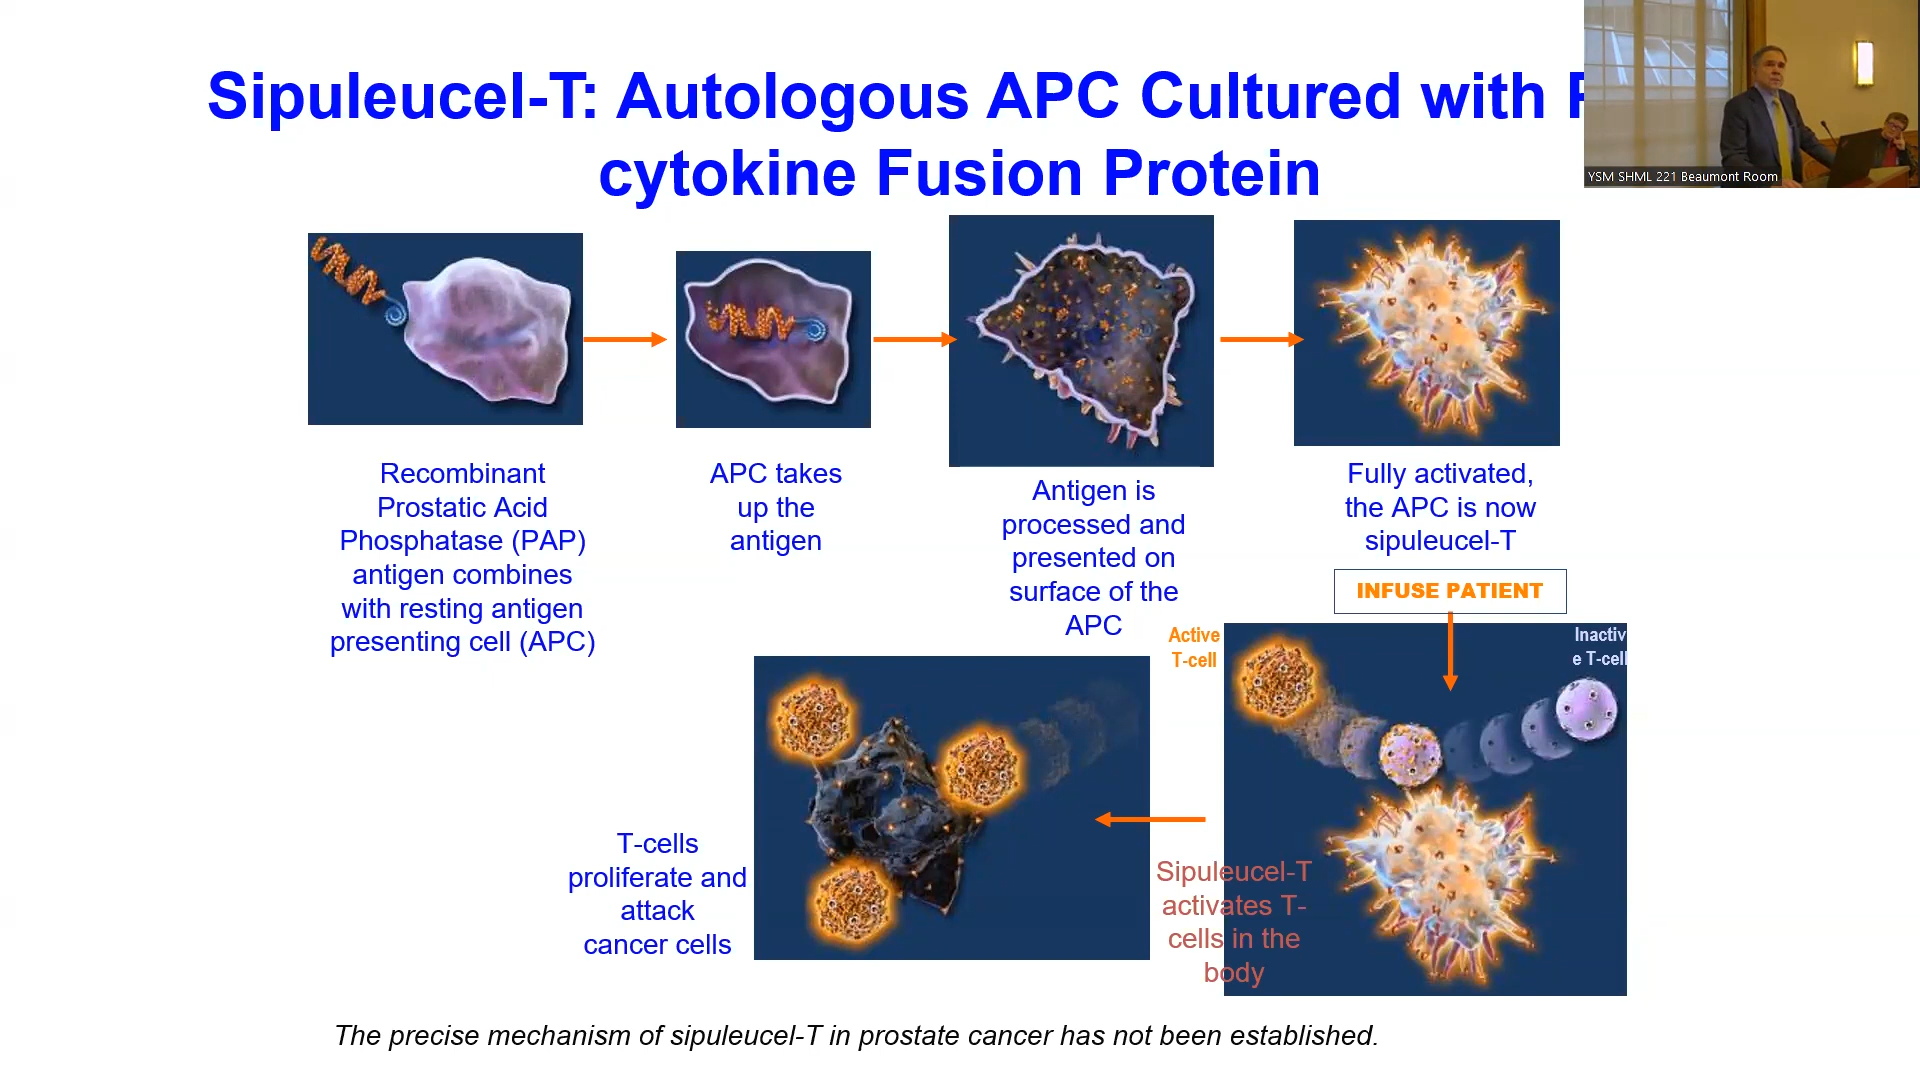 Sipuleucel-T: Autologous APC Cultured with
cytokine Fusion Protein
YSM SHML 221 Beaumont Room
Recombinant
Prostatic Acid
Phosphatase (PAP)
antigen combines
with resting antigen
presenting cell (APC)
APC takes
up the
antigen
Antigen is
processed and
presented on
surface of the
APC
Fully activated,
the APC is now
sipuleucel-T
INFUSE PATIENT
Active
T-cell
Inactiv
e T-cell
Sipuleucel-T
activates T-
cells in the
body
T-cells
proliferate and
attack
cancer cells
The precise mechanism of sipuleucel-T in prostate cancer has not been established.